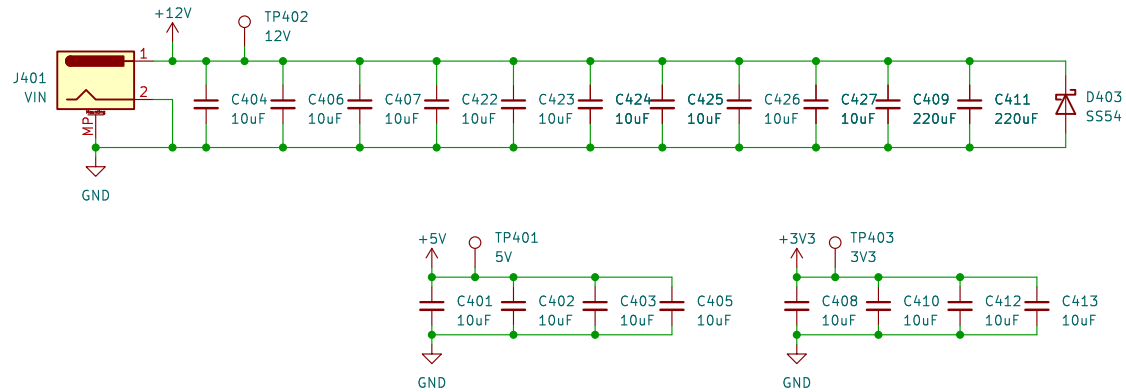 +12V
TP402
12V
J401
VIN
1
2
MP
C404
10uF
C406
10uF
C407
10uF
C422
10uF
C423
10uF
C424
10uF
C425
10uF
C426
10uF
C427
10uF
C409
220uF
C411
220uF
D403
SS54
GND
+5V
TP401
5V
C401
10uF
C402
10uF
C403
10uF
C405
10uF
GND
+3V3
TP403
3V3
C408
10uF
C410
10uF
C412
10uF
C413
10uF
GND